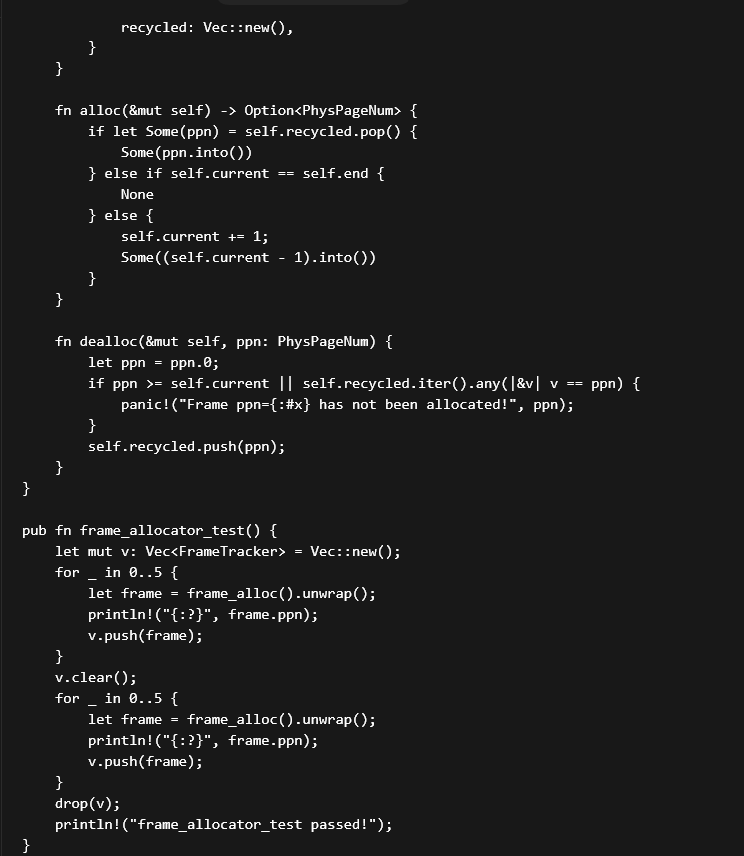 recycled: Vec::new(),
        }
    }

    fn alloc(&mut self) -> Option<PhysPageNum> {
        if let Some(ppn) = self.recycled.pop() {
            Some(ppn.into())
        } else if self.current == self.end {
            None
        } else {
            self.current += 1;
            Some((self.current - 1).into())
        }
    }

    fn dealloc(&mut self, ppn: PhysPageNum) {
        let ppn = ppn.0;
        if ppn >= self.current || self.recycled.iter().any(|&v| v == ppn) {
            panic!("Frame ppn={:#x} has not been allocated!", ppn);
        }
        self.recycled.push(ppn);
    }
}

pub fn frame_allocator_test() {
    let mut v: Vec<FrameTracker> = Vec::new();
    for _ in 0..5 {
        let frame = frame_alloc().unwrap();
        println!("{:?}", frame.ppn);
        v.push(frame);
    }
    v.clear();
    for _ in 0..5 {
        let frame = frame_alloc().unwrap();
        println!("{:?}", frame.ppn);
        v.push(frame);
    }
    drop(v);
    println!("frame_allocator_test passed!");
}